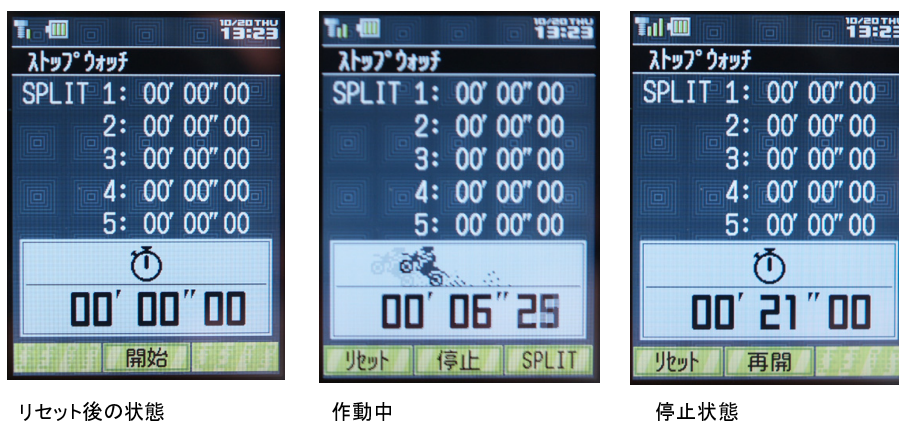 10/20 THU
13:23
ｽﾄｯﾌﾟｳｫｯﾁ
SPLIT 1: 00′ 00″ 00
2: 00′ 00″ 00
3: 00′ 00″ 00
4: 00′ 00″ 00
5: 00′ 00″ 00
00′ 00″ 00
開始
リセット後の状態
10/20 THU
13:23
ｽﾄｯﾌﾟｳｫｯﾁ
SPLIT 1: 00′ 00″ 00
2: 00′ 00″ 00
3: 00′ 00″ 00
4: 00′ 00″ 00
5: 00′ 00″ 00
00′ 06″ 25
ﾘｾｯﾄ 停止 SPLIT
作動中
10/20 THU
13:23
ｽﾄｯﾌﾟｳｫｯﾁ
SPLIT 1: 00′ 00″ 00
2: 00′ 00″ 00
3: 00′ 00″ 00
4: 00′ 00″ 00
5: 00′ 00″ 00
00′ 21″ 00
ﾘｾｯﾄ 再開
停止状態